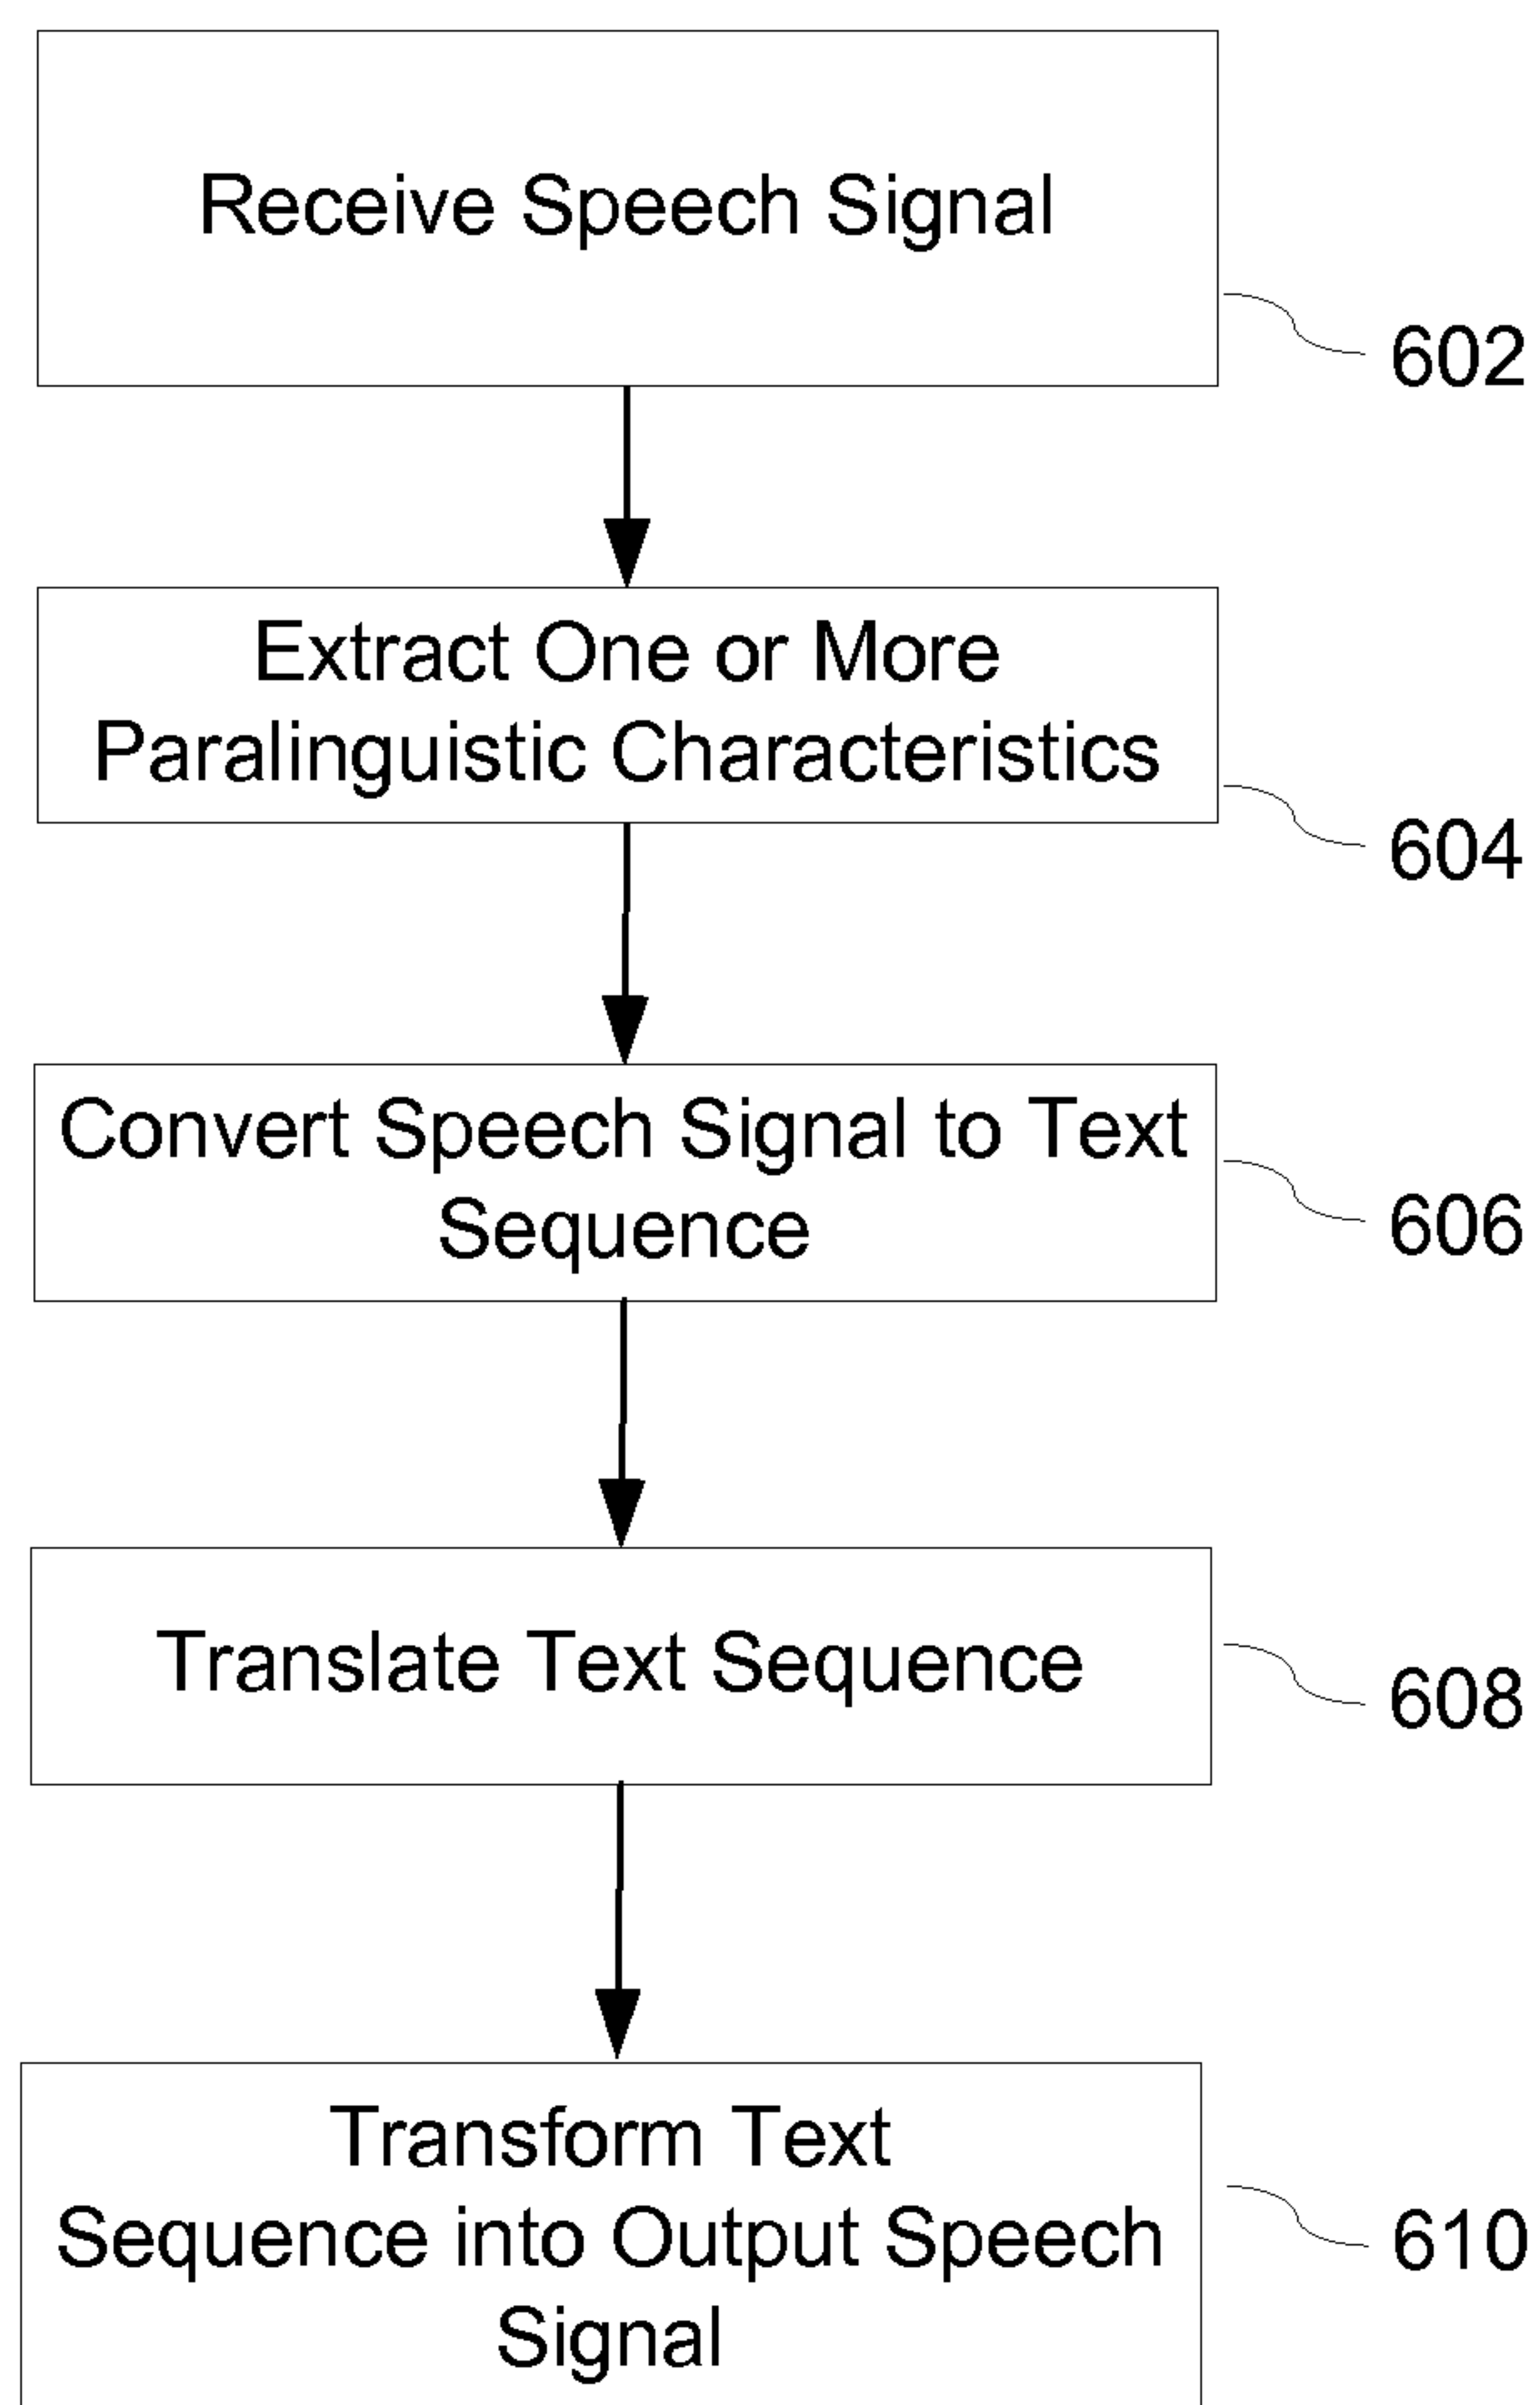 Receive Speech Signal
602
Extract One or More
Paralinguistic Characteristics
604
Convert Speech Signal to Text
Sequence
606
Translate Text Sequence
608
Transform Text
Sequence into Output Speech
Signal
610